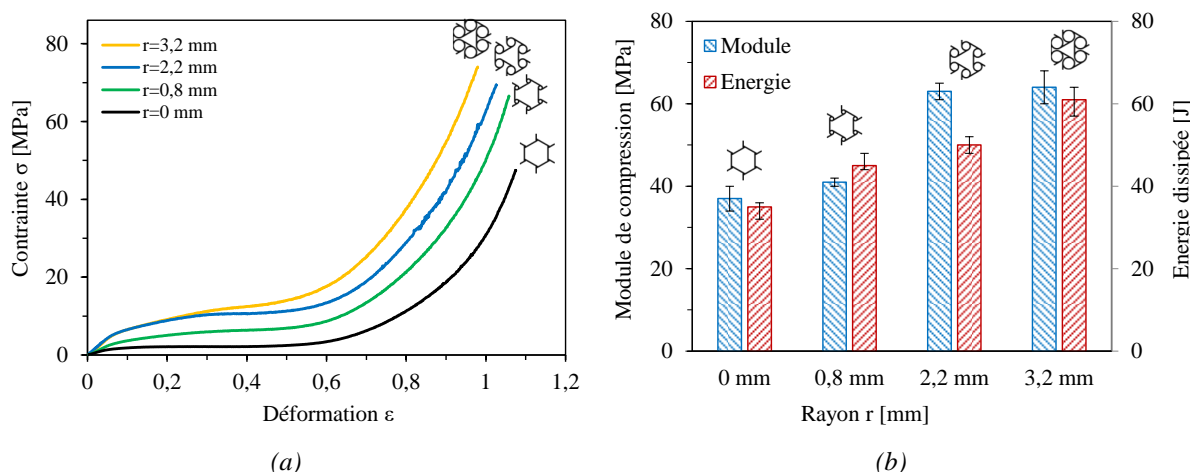 80
60
40
20
0
Contrainte σ [MPa]
r=3,2 mm
r=2,2 mm
r=0,8 mm
r=0 mm
0
0,2
0,4
0,6
0,8
1
1,2
Déformation ε
(a)
80
60
40
20
0
Module de compression [MPa]
Module
Energie
80
60
40
20
0
Energie dissipée [J]
0 mm
0,8 mm
2,2 mm
3,2 mm
Rayon r [mm]
(b)